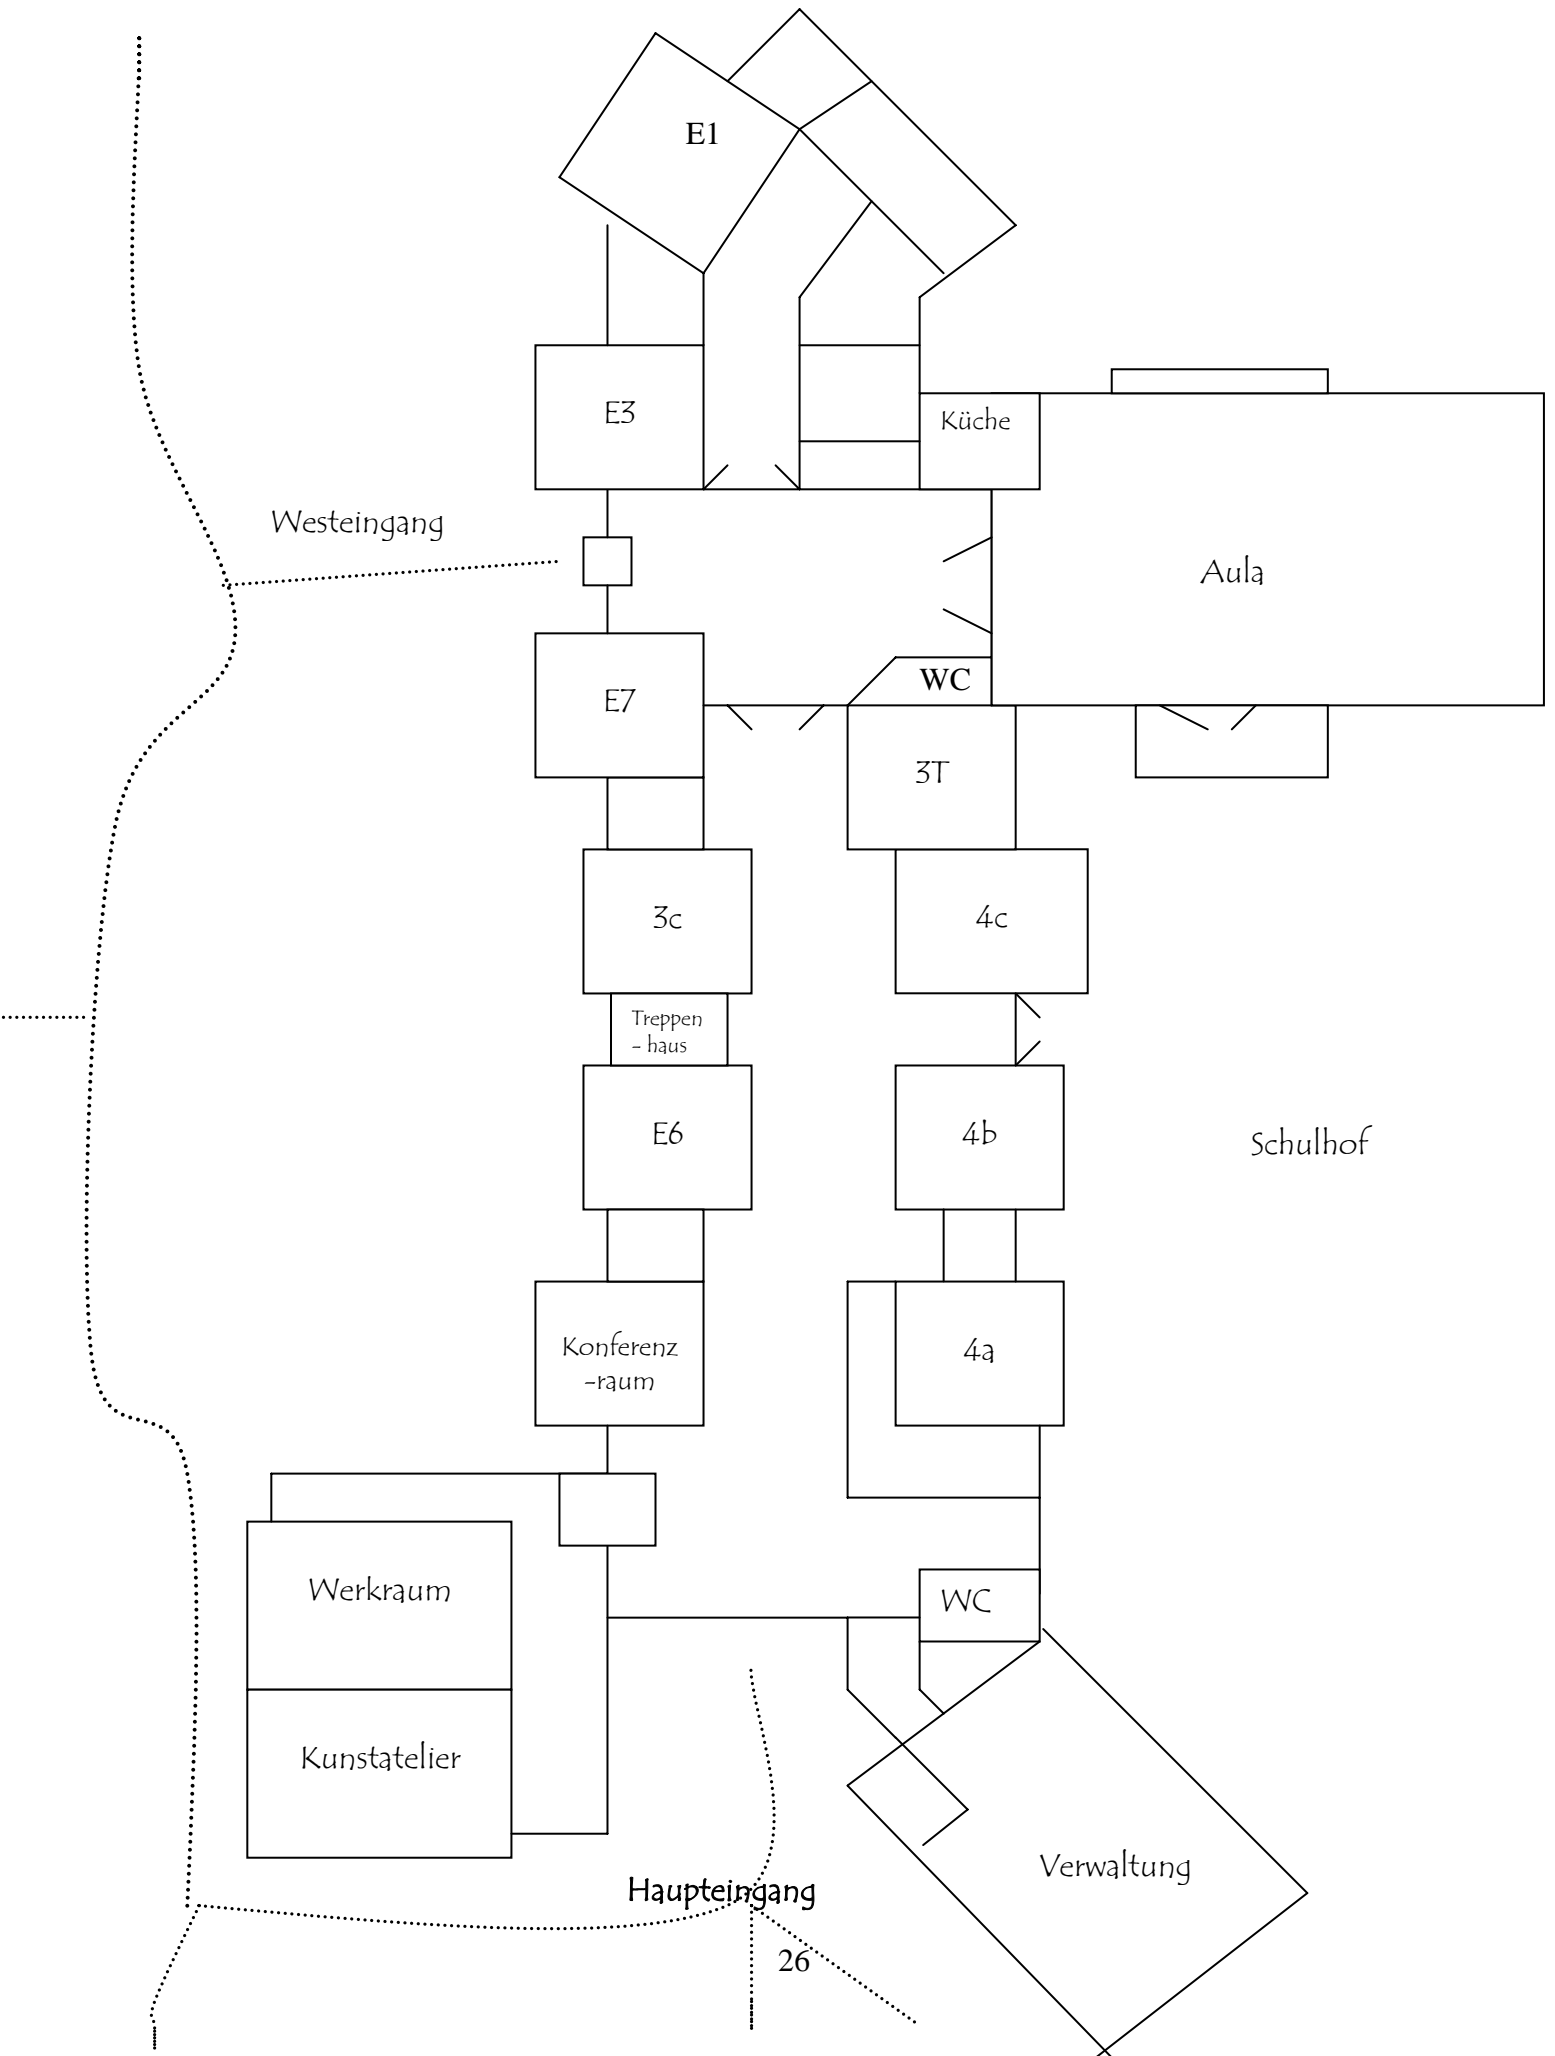 E1
E3
Küche
Westeingang
Aula
WC
E7
3T
3c
4c
Treppen
- haus
E6
4b
Schulhof
Konferenz
-raum
4a
Werkraum
WC
Kunstatelier
Verwaltung
Haupteingang
26